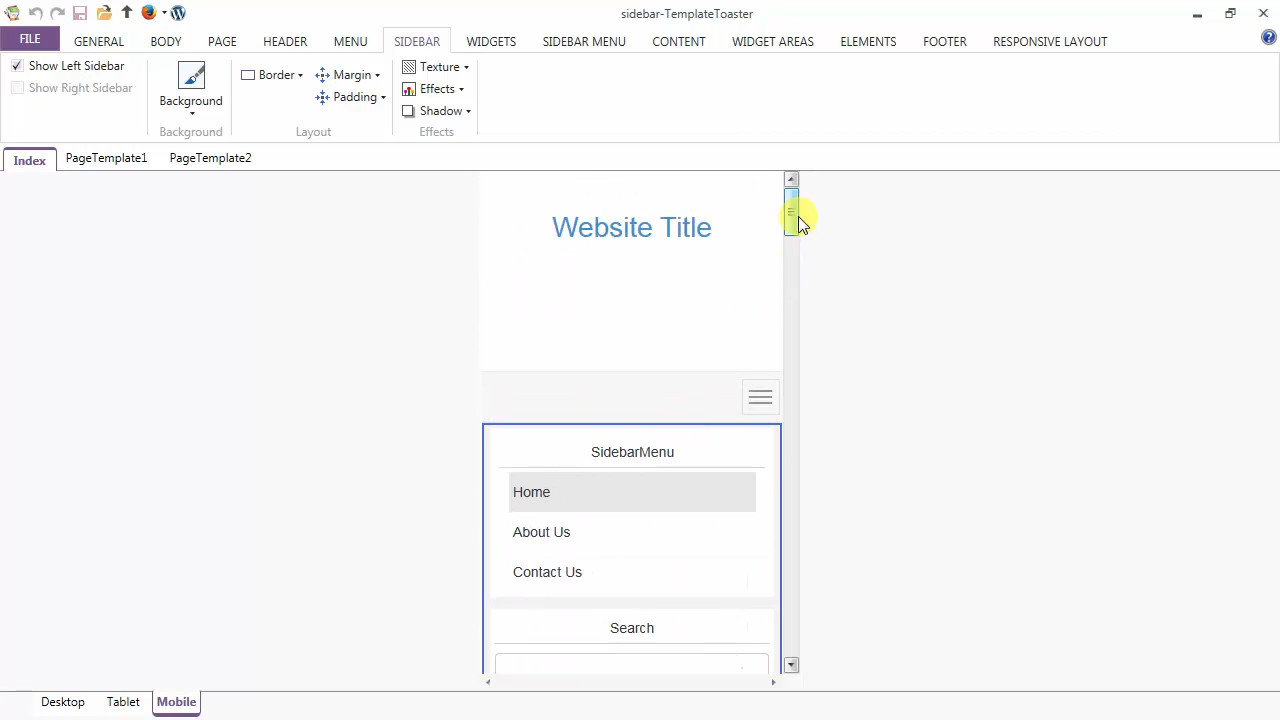 sidebar-TemplateToaster
FILE GENERAL BODY PAGE HEADER MENU SIDEBAR WIDGETS SIDEBAR MENU CONTENT WIDGET AREAS ELEMENTS FOOTER RESPONSIVE LAYOUT
Show Left Sidebar
Show Right Sidebar
Background
Background
Border
Margin
Padding
Layout
Texture
Effects
Shadow
Effects
Index PageTemplate1 PageTemplate2
Website Title
SidebarMenu
Home
About Us
Contact Us
Search
Desktop Tablet Mobile